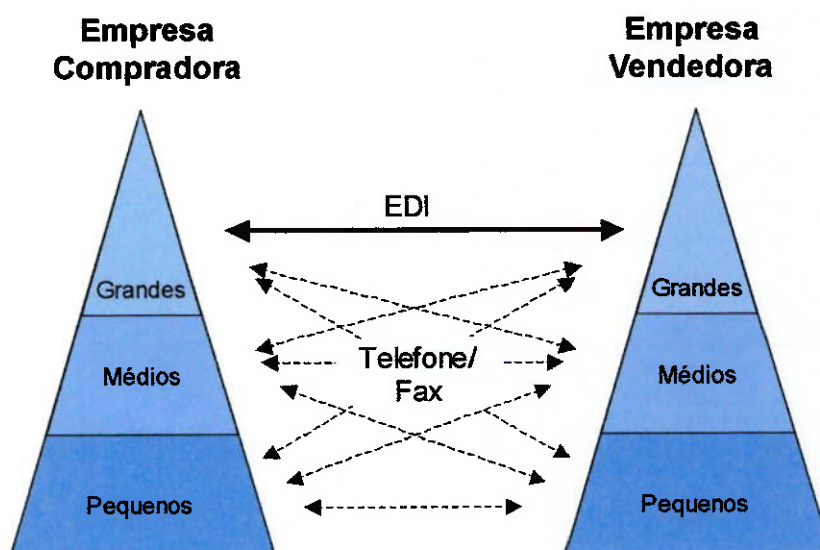 Empresa
Compradora
Empresa
Vendedora
EDI
Grandes
Grandes
Médios
Telefone/
Fax
Médios
Pequenos
Pequenos